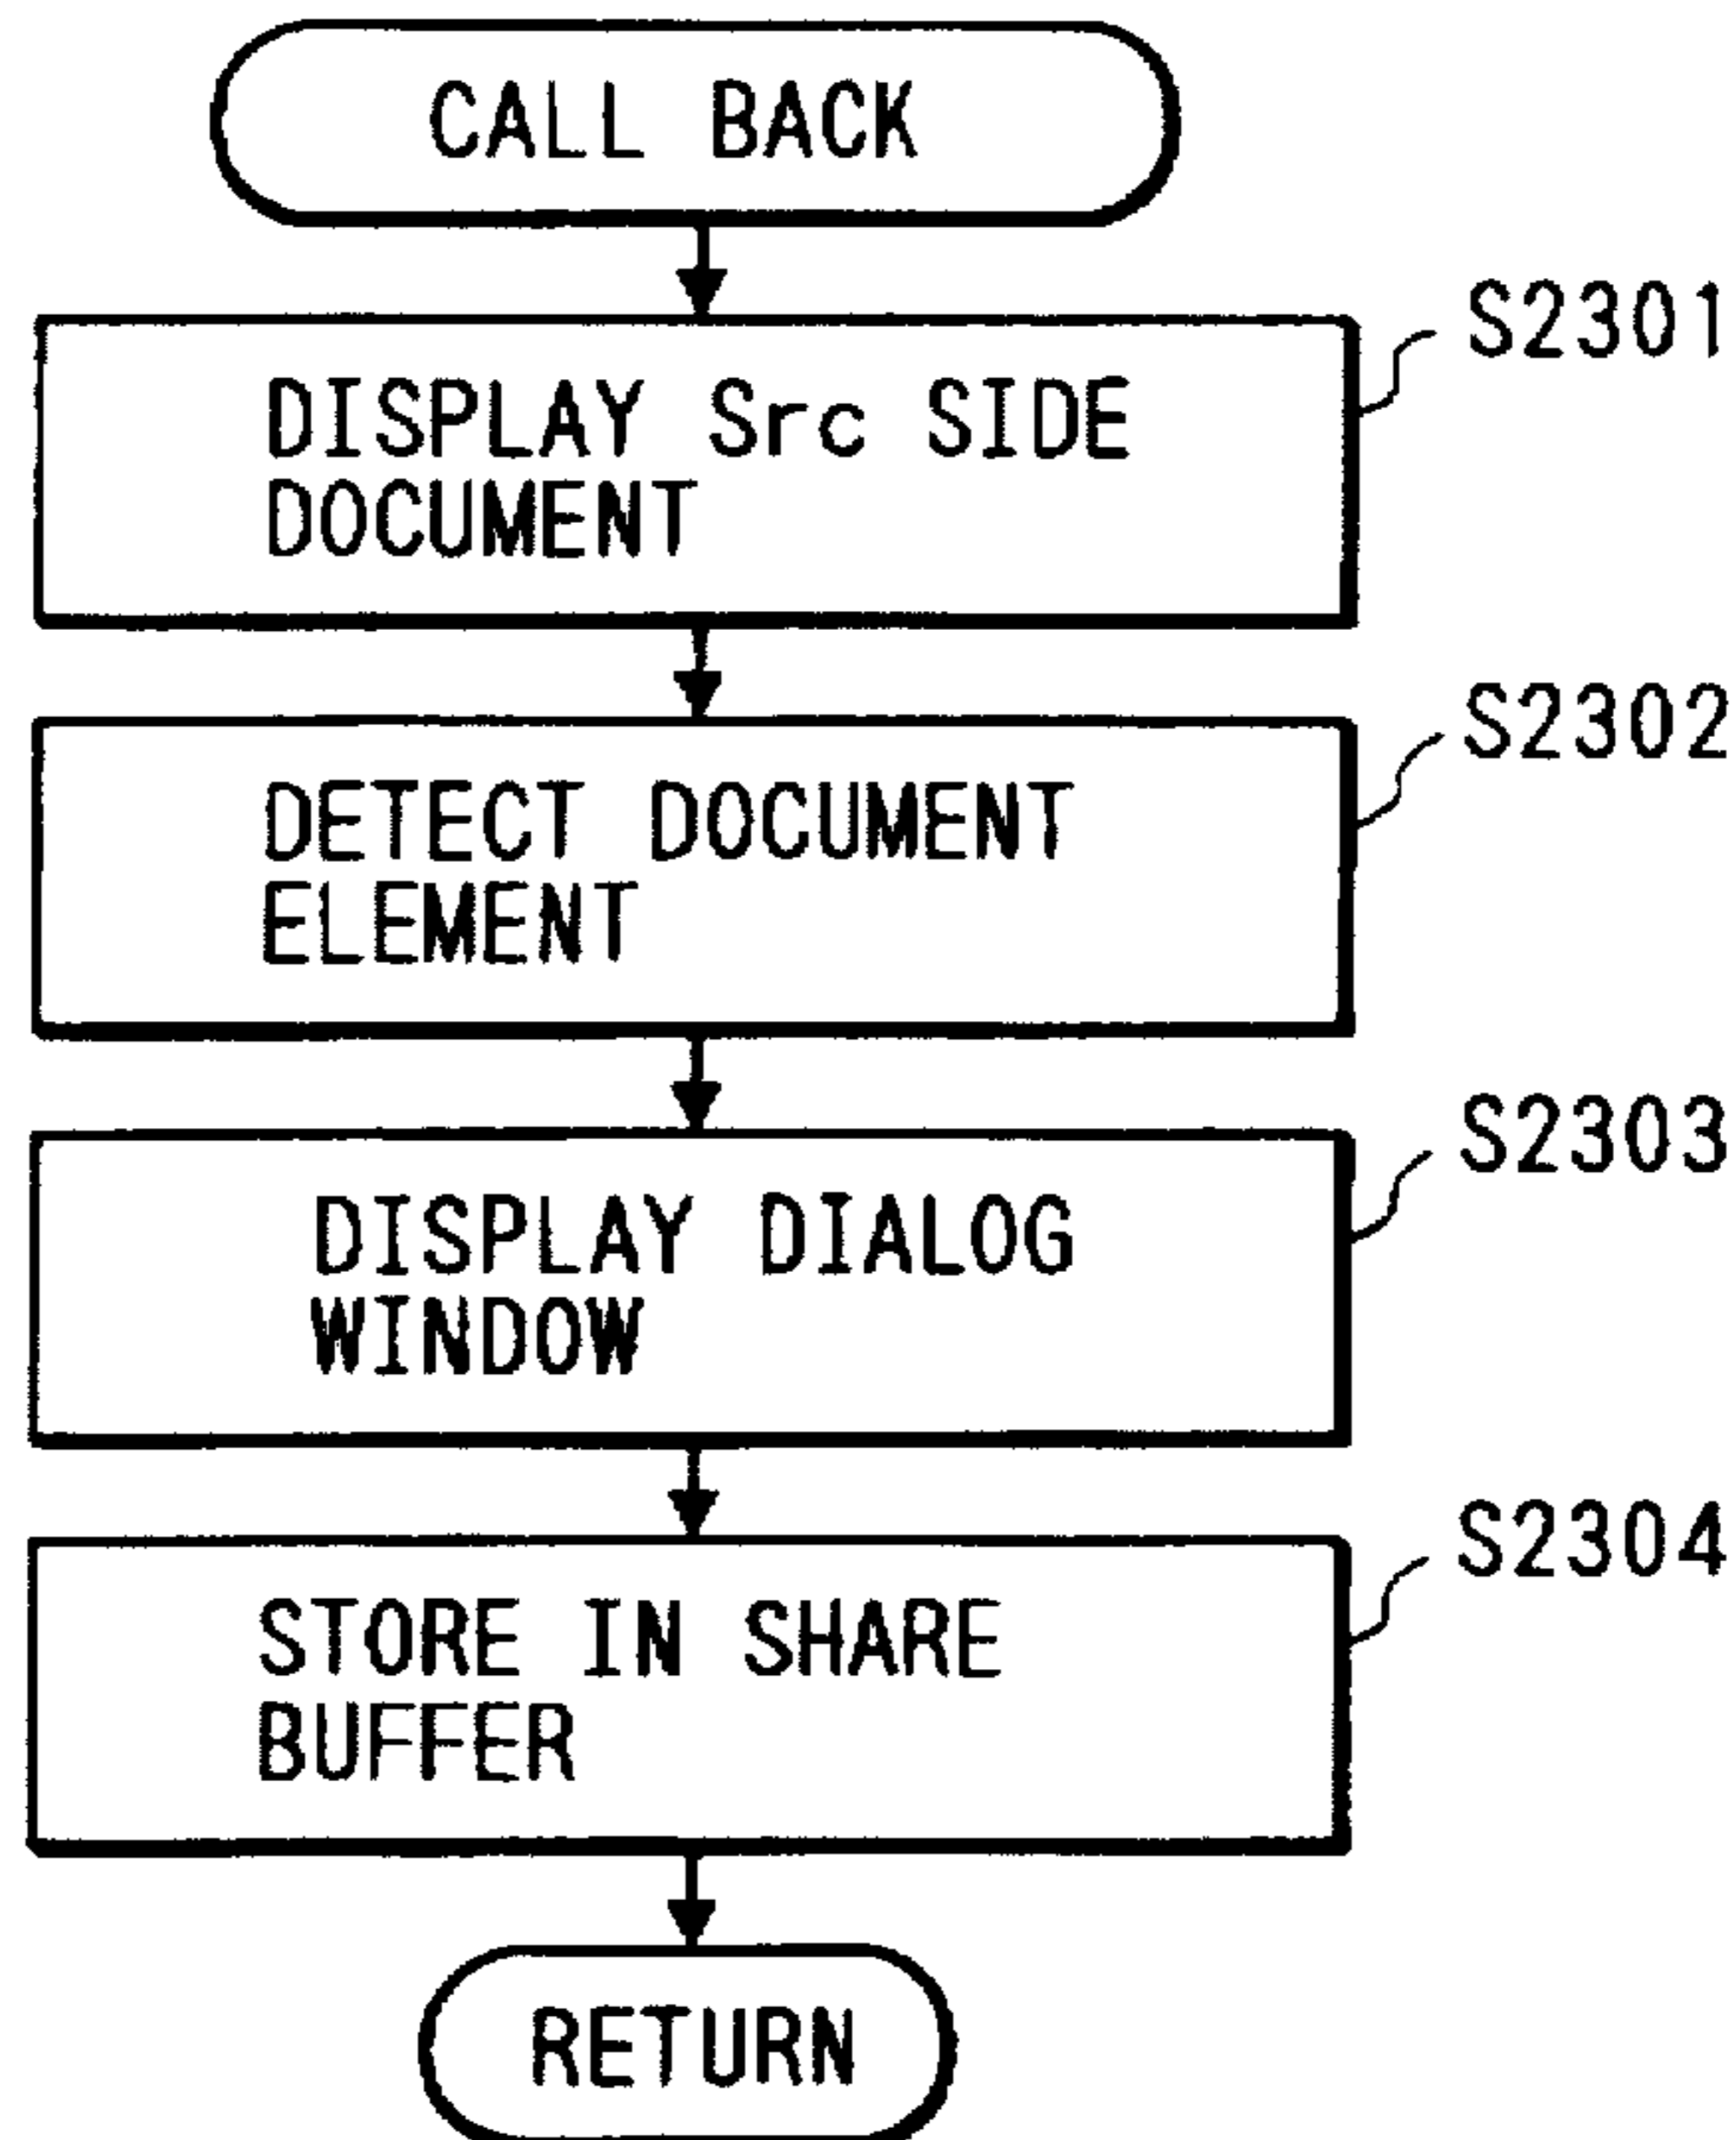 CALL BACK
S2301
DISPLAY Src SIDE
DOCUMENT
S2302
DETECT DOCUMENT
ELEMENT
S2303
DISPLAY DIALOG
WINDOW
S2304
STORE IN SHARE
BUFFER
RETURN